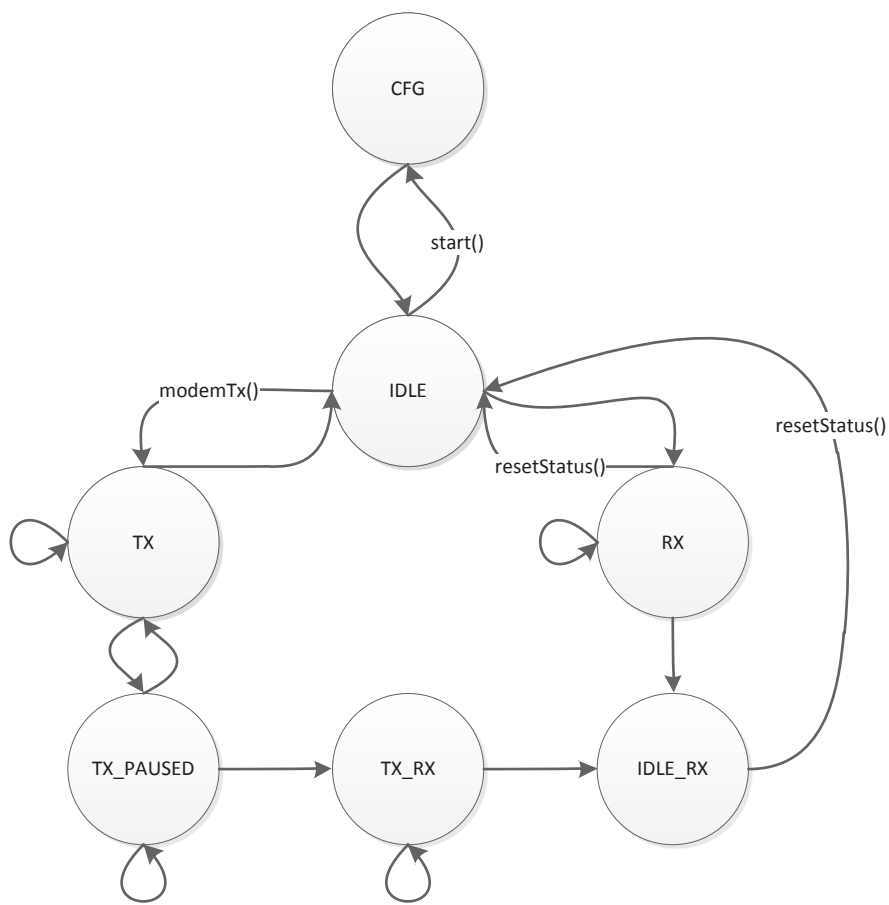 CFG
start()
modemTx()
IDLE
resetStatus()
resetStatus()
TX
RX
TX_PAUSED
TX_RX
IDLE_RX